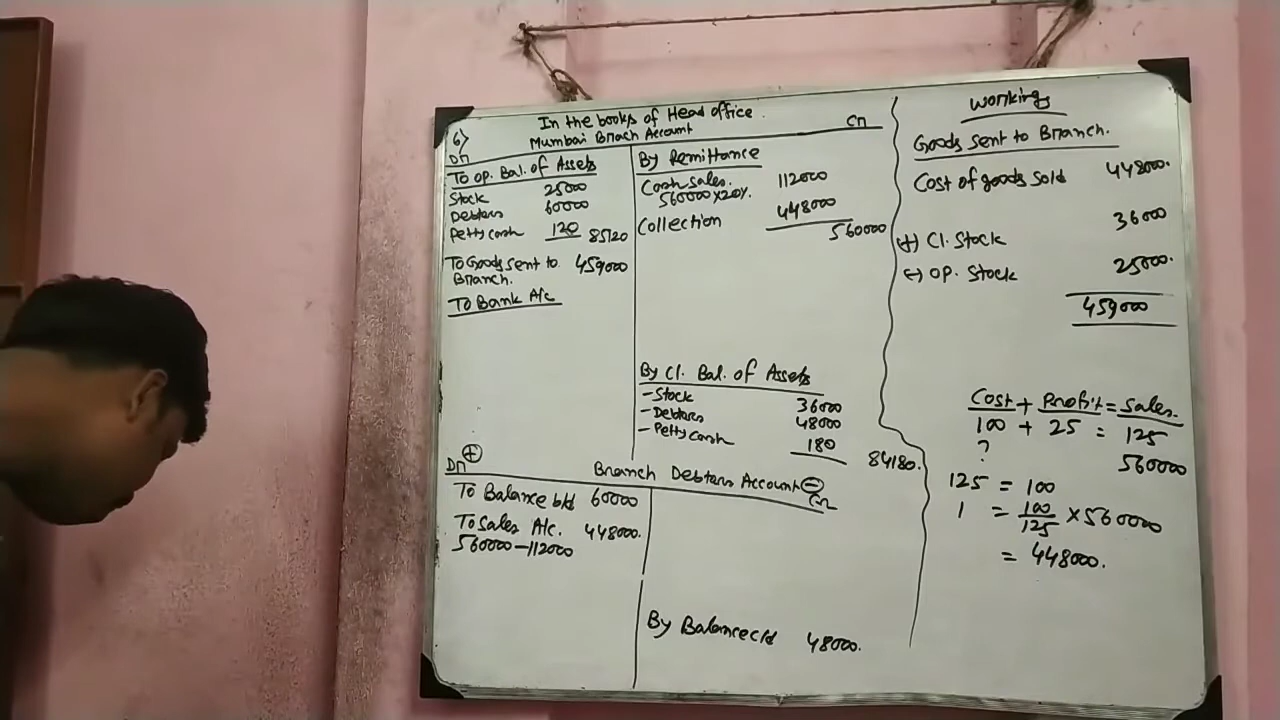 6)
In the books of Head office.
Mumbai Brnach Account
Dr
Cr
To op. Bal. of Assets
Stock 25000
Debtors 60000
Petty cash 120 85120
To Goods sent to 459000
Branch.
To Bank A/c
By Remittance
Cash sales. 112000
560000×20%.
Collection 448000
560000
By Cl. Bal. of Assets
-Stock 36000
-Debtors 48000
-Petty cash 180
84180.
Dr + Branch Debtors Account - Cr
To Balance b/d 60000
To Sales A/c. 448000.
560000-112000
By Balance c/d 48000.
Workings
Goods sent to Branch.
Cost of goods sold 448000.
(+) Cl. Stock 36000
(-) Op. Stock 25000.
459000
Cost + Profit = Sales.
100 + 25 = 125
? 560000
125 = 100
1 = 100/125 × 560000
= 448000.